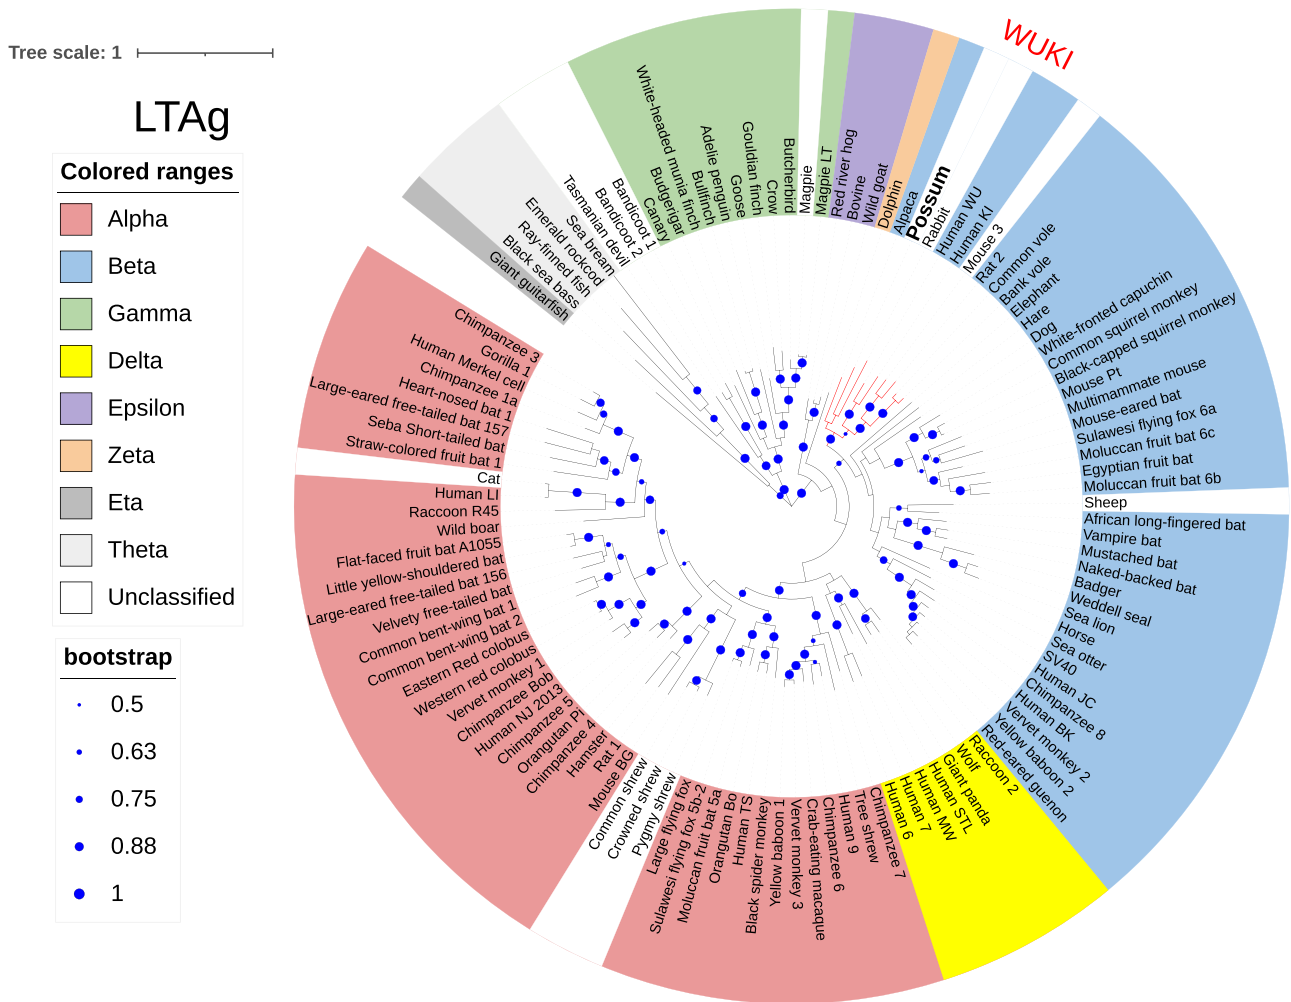 Tree scale: 1
LTAg
Colored ranges
Alpha
Beta
Gamma
Delta
Epsilon
Zeta
Eta
Theta
Unclassified
bootstrap
0.5
0.63
0.75
0.88
1
WUKI
Giant guitarfish
Black sea bass
Ray-finned fish
Emerald rockcod
Sea bream
Tasmanian devil
Bandicoot 2
Bandicoot 1
Canary
Budgerigar
White-headed munia finch
Bullfinch
Adelie penguin
Goose
Gouldian finch
Crow
Butcherbird
Magpie
Magpie LT
Red river hog
Bovine
Wild goat
Dolphin
Alpaca
Possum
Rabbit
Human WU
Human KI
Mouse 3
Rat 2
Common vole
Bank vole
Elephant
Hare
Dog
White-fronted capuchin
Common squirrel monkey
Black-capped squirrel monkey
Mouse Pt
Multimammate mouse
Mouse-eared bat
Sulawesi flying fox 6a
Moluccan fruit bat 6c
Egyptian fruit bat
Moluccan fruit bat 6b
Sheep
African long-fingered bat
Vampire bat
Mustached bat
Naked-backed bat
Badger
Weddell seal
Sea lion
Horse
Sea otter
SV40
Human JC
Chimpanzee 8
Human BK
Vervet monkey 2
Yellow baboon 2
Red-eared guenon
Raccoon 2
Wolf
Giant panda
Human STL
Human MW
Human 7
Human 6
Chimpanzee 7
Tree shrew
Human 9
Chimpanzee 6
Crab-eating macaque
Vervet monkey 3
Yellow baboon 1
Black spider monkey
Human TS
Orangutan Bo
Moluccan fruit bat 5a
Sulawesi flying fox 5b-2
Large flying fox
Pygmy shrew
Crowned shrew
Common shrew
Mouse BG
Rat 1
Hamster
Chimpanzee 4
Orangutan Pi
Chimpanzee 5
Human NJ 2013
Chimpanzee Bob
Vervet monkey 1
Western red colobus
Eastern Red colobus
Common bent-wing bat 2
Common bent-wing bat 1
Velvety free-tailed bat
Large-eared free-tailed bat 156
Little yellow-shouldered bat
Flat-faced fruit bat A1055
Wild boar
Raccoon R45
Human LI
Cat
Straw-colored fruit bat 1
Seba Short-tailed bat
Large-eared free-tailed bat 157
Heart-nosed bat 1
Chimpanzee 1a
Human Merkel cell
Gorilla 1
Chimpanzee 3